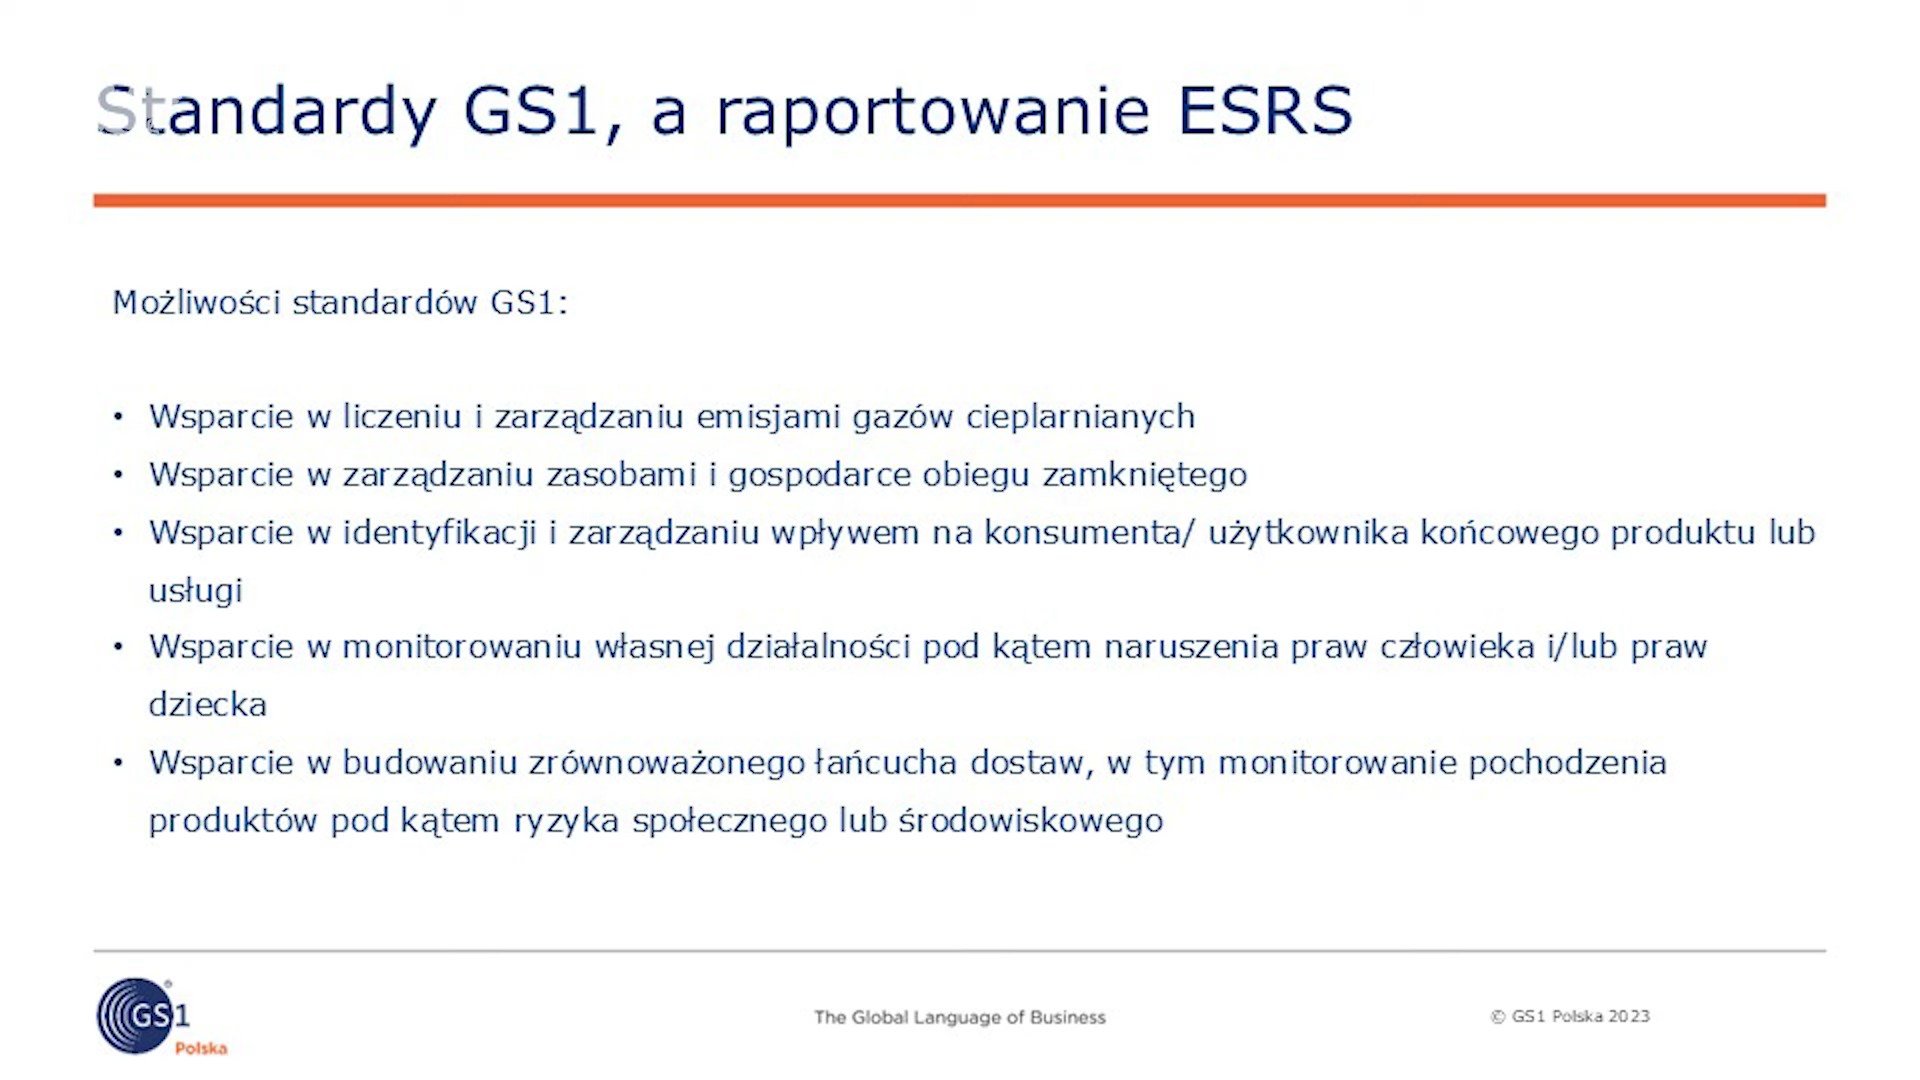 Standardy GS1, a raportowanie ESRS
Możliwości standardów GS1:
• Wsparcie w liczeniu i zarządzaniu emisjami gazów cieplarnianych
• Wsparcie w zarządzaniu zasobami i gospodarce obiegu zamkniętego
• Wsparcie w identyfikacji i zarządzaniu wpływem na konsumenta/ użytkownika końcowego produktu lub
usługi
• Wsparcie w monitorowaniu własnej działalności pod kątem naruszenia praw człowieka i/lub praw
dziecka
• Wsparcie w budowaniu zrównoważonego łańcucha dostaw, w tym monitorowanie pochodzenia
produktów pod kątem ryzyka społecznego lub środowiskowego
GS1®
Polska
The Global Language of Business
© GS1 Polska 2023